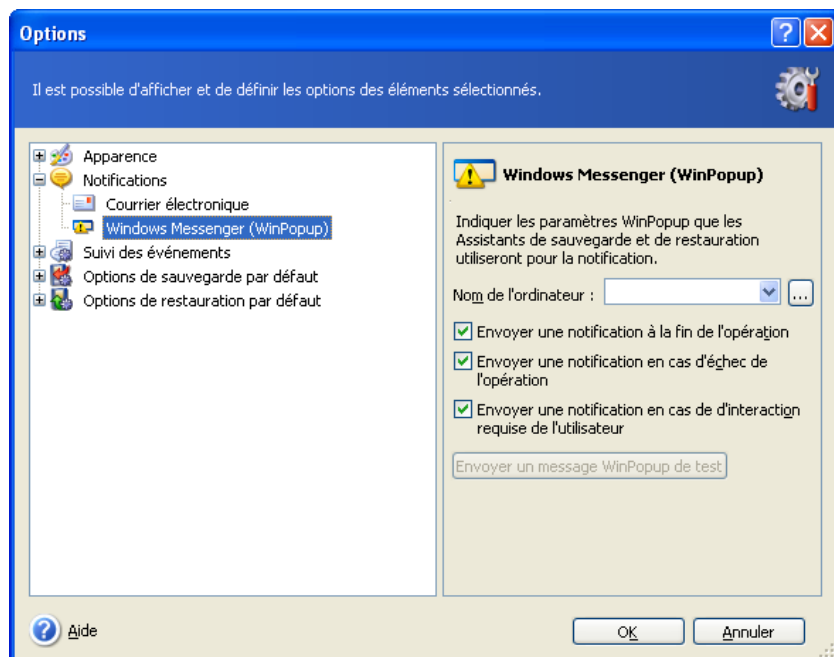 Options
Il est possible d'afficher et de définir les options des éléments sélectionnés.
Apparence
Notifications
Courrier électronique
Windows Messenger (WinPopup)
Suivi des événements
Options de sauvegarde par défaut
Options de restauration par défaut
Windows Messenger (WinPopup)
Indiquer les paramètres WinPopup que les
Assistants de sauvegarde et de restauration
utiliseront pour la notification.
Nom de l'ordinateur :
...
Envoyer une notification à la fin de l'opération
Envoyer une notification en cas d'échec de
l'opération
Envoyer une notification en cas de d'interaction
requise de l'utilisateur
Envoyer un message WinPopup de test
Aide
OK
Annuler